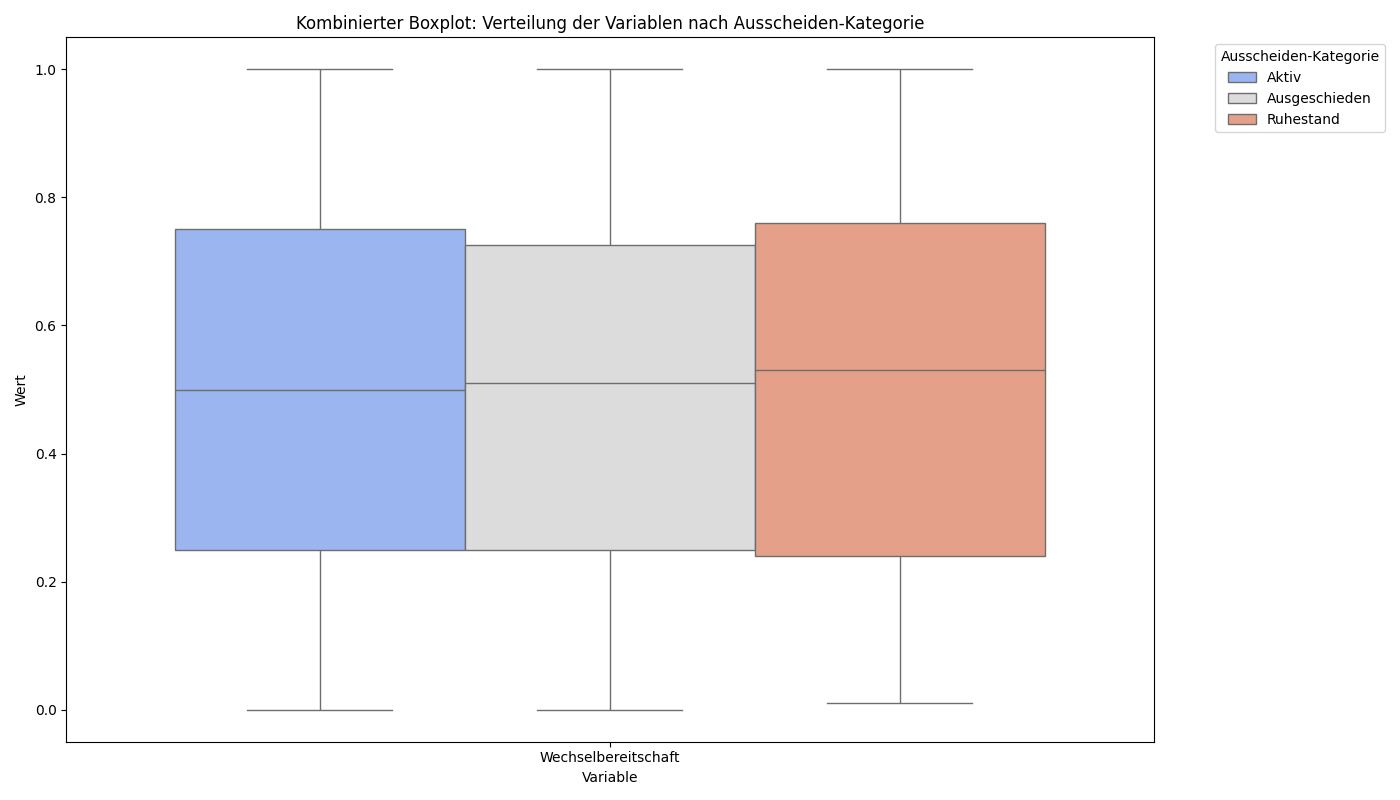 Kombinierter Boxplot: Verteilung der Variablen nach Ausscheiden-Kategorie
Ausscheiden-Kategorie
Aktiv
Ausgeschieden
Ruhestand
1.0
0.8
0.6
0.4
0.2
0.0
Wert
Wechselbereitschaft
Variable